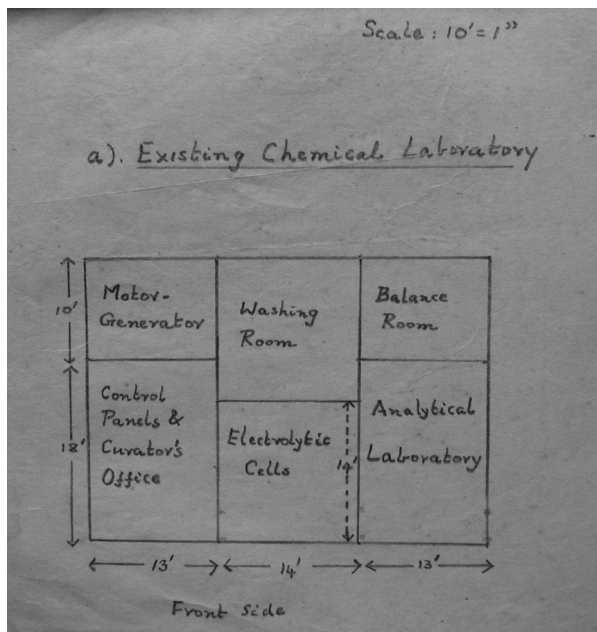 Scale : 10' = 1"
a). Existing Chemical Laboratory
Motor-
Generator
Washing
Room
Balance
Room
10'
Control
Panels &
Curator's
Office
Electrolytic
Cells
Analytical
Laboratory
18'
14'
13'
14'
13'
Front side